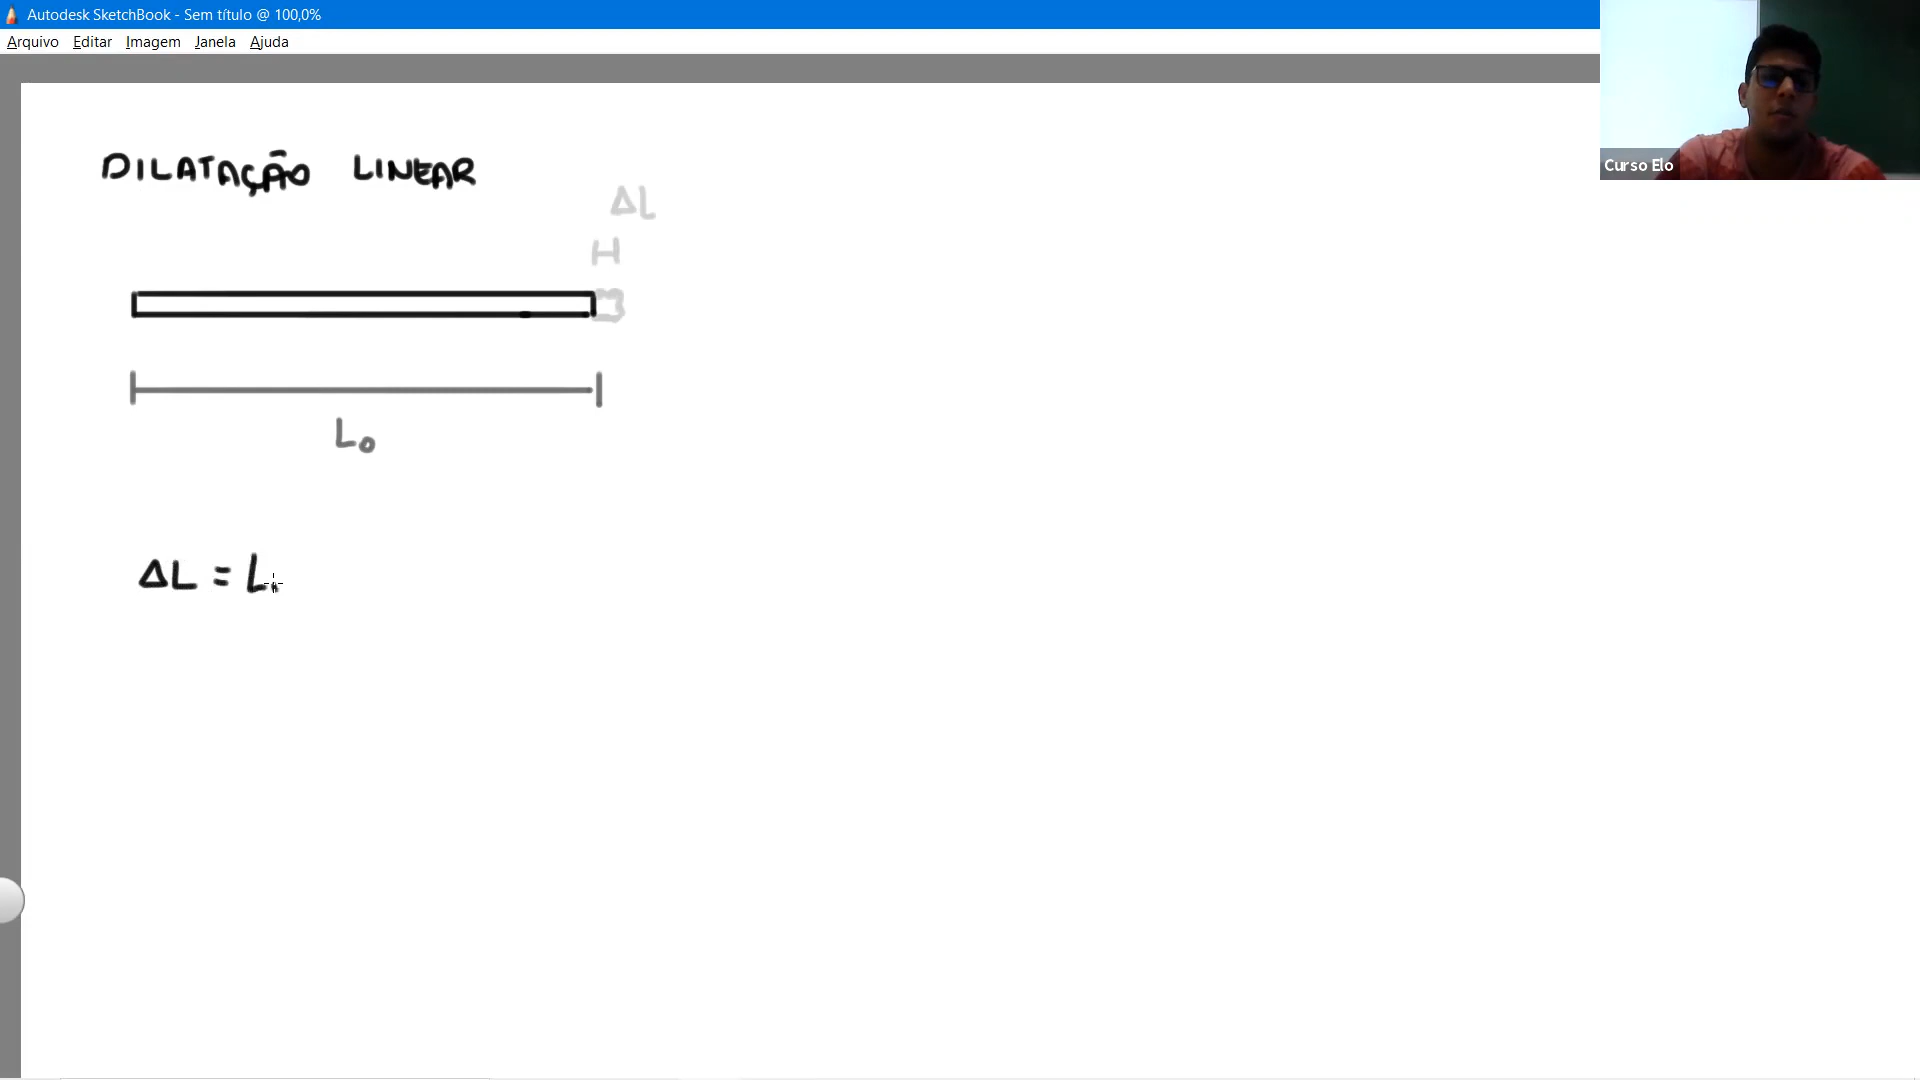 Autodesk SketchBook - Sem título @ 100,0%
Arquivo Editar Imagem Janela Ajuda
Curso Elo
DILATAÇÃO LINEAR
ΔL
L₀
ΔL = L